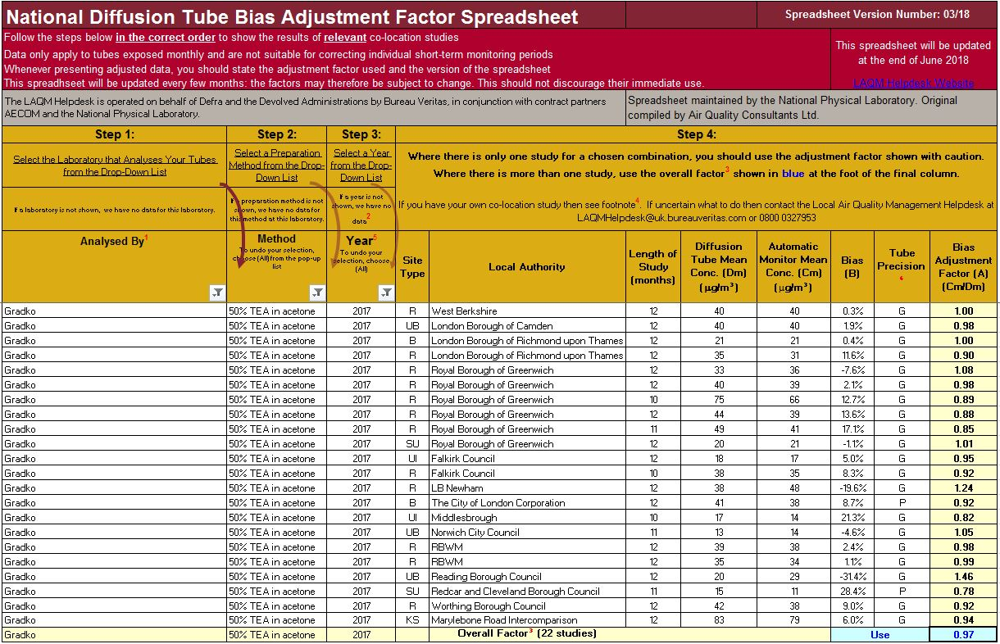 National Diffusion Tube Bias Adjustment Factor Spreadsheet
Spreadsheet Version Number: 03/18
Follow the steps below in the correct order to show the results of relevant co-location studies
Data only apply to tubes exposed monthly and are not suitable for correcting individual short-term monitoring periods
Whenever presenting adjusted data, you should state the adjustment factor used and the version of the spreadsheet
This spreadhseet will be updated every few months: the factors may therefore be subject to change. This should not discourage their immediate use.
This spreadsheet will be updated
at the end of June 2018
LAQM Helpdesk Website
The LAQM Helpdesk is operated on behalf of Defra and the Devolved Administrations by Bureau Veritas, in conjunction with contract partners
AECOM and the National Physical Laboratory.
Spreadsheet maintained by the National Physical Laboratory. Original
compiled by Air Quality Consultants Ltd.
Step 1:
Step 2:
Step 3:
Step 4:
Select the Laboratory that Analyses Your Tubes
from the Drop-Down List
Select a Preparation
Method from the Drop-
Down List
Select a Year
from the Drop-
Down List
Where there is only one study for a chosen combination, you should use the adjustment factor shown with caution.
Where there is more than one study, use the overall factor3 shown in blue at the foot of the final column.
If a laboratory is not shown, we have no data for this laboratory.
If a preparation method is not
shown, we have no data for
this method at this laboratory.
If a year is not
shown, we have no
data2
If you have your own co-location study then see footnote4. If uncertain what to do then contact the Local Air Quality Management Helpdesk at
LAQMHelpdesk@uk.bureauveritas.com or 0800 0327953
Analysed By1
Method
To undo your selection,
choose (All) from the pop-up
list
Year5
To undo your
selection, choose
(All)
Site
Type
Local Authority
Length of
Study
(months)
Diffusion
Tube Mean
Conc. (Dm)
(μg/m3)
Automatic
Monitor Mean
Conc. (Cm)
(μg/m3)
Bias
(B)
Tube
Precision
6
Bias
Adjustment
Factor (A)
(Cm/Dm)
Gradko 50% TEA in acetone 2017 R West Berkshire 12 40 40 0.3% G 1.00
Gradko 50% TEA in acetone 2017 UB London Borough of Camden 12 40 40 1.9% G 0.98
Gradko 50% TEA in acetone 2017 B London Borough of Richmond upon Thames 12 21 21 0.4% G 1.00
Gradko 50% TEA in acetone 2017 R London Borough of Richmond upon Thames 12 35 31 11.6% G 0.90
Gradko 50% TEA in acetone 2017 R Royal Borough of Greenwich 12 33 36 -7.6% G 1.08
Gradko 50% TEA in acetone 2017 R Royal Borough of Greenwich 12 40 39 2.1% G 0.98
Gradko 50% TEA in acetone 2017 R Royal Borough of Greenwich 10 75 66 12.7% G 0.89
Gradko 50% TEA in acetone 2017 R Royal Borough of Greenwich 12 44 39 13.6% G 0.88
Gradko 50% TEA in acetone 2017 R Royal Borough of Greenwich 11 49 41 17.1% G 0.85
Gradko 50% TEA in acetone 2017 SU Royal Borough of Greenwich 12 20 21 -1.1% G 1.01
Gradko 50% TEA in acetone 2017 UI Falkirk Council 12 18 17 5.0% G 0.95
Gradko 50% TEA in acetone 2017 R Falkirk Council 10 38 35 8.3% G 0.92
Gradko 50% TEA in acetone 2017 R LB Newham 12 38 48 -19.6% G 1.24
Gradko 50% TEA in acetone 2017 B The City of London Corporation 12 41 38 8.7% P 0.92
Gradko 50% TEA in acetone 2017 UI Middlesbrough 10 17 14 21.3% G 0.82
Gradko 50% TEA in acetone 2017 UB Norwich City Council 11 13 14 -4.6% G 1.05
Gradko 50% TEA in acetone 2017 R RBWM 12 39 38 2.4% G 0.98
Gradko 50% TEA in acetone 2017 R RBWM 12 35 34 1.1% G 0.99
Gradko 50% TEA in acetone 2017 UB Reading Borough Council 12 20 29 -31.4% G 1.46
Gradko 50% TEA in acetone 2017 SU Redcar and Cleveland Borough Council 11 15 11 28.4% P 0.78
Gradko 50% TEA in acetone 2017 R Worthing Borough Council 12 42 38 9.0% G 0.92
Gradko 50% TEA in acetone 2017 KS Marylebone Road Intercomparison 12 83 79 6.0% G 0.94
Gradko 50% TEA in acetone 2017 Overall Factor3 (22 studies) Use 0.97